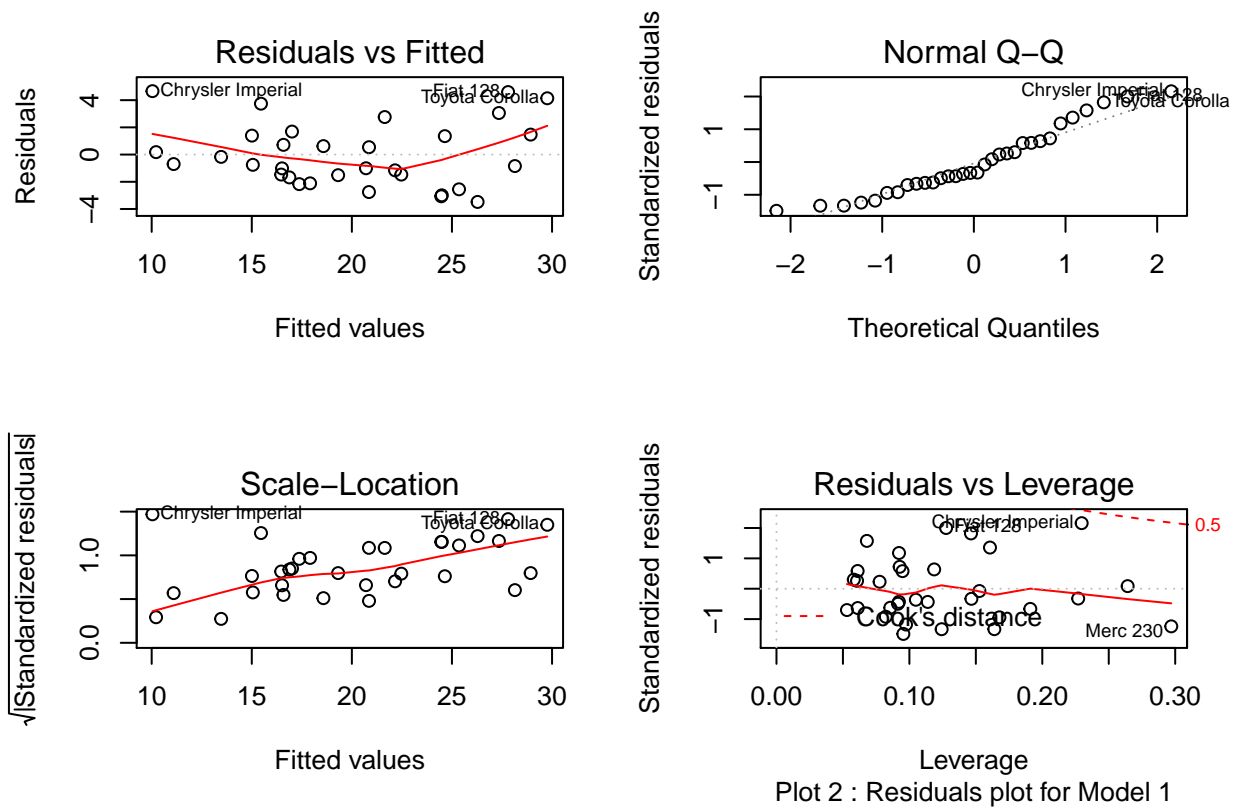 Residuals vs Fitted
Residuals
4
0
−4
Chrysler Imperial
Fiat 128
Toyota Corolla
10 15 20 25 30
Fitted values
Normal Q−Q
Standardized residuals
1
−1
Chrysler Imperial
Fiat 128
Toyota Corolla
−2 −1 0 1 2
Theoretical Quantiles
Scale−Location
√|Standardized residuals|
1.0
0.0
Chrysler Imperial
Fiat 128
Toyota Corolla
10 15 20 25 30
Fitted values
Residuals vs Leverage
Standardized residuals
1
−1
Chrysler Imperial
Fiat 128
0.5
Cook's distance
Merc 230
0.00 0.10 0.20 0.30
Leverage
Plot 2 : Residuals plot for Model 1